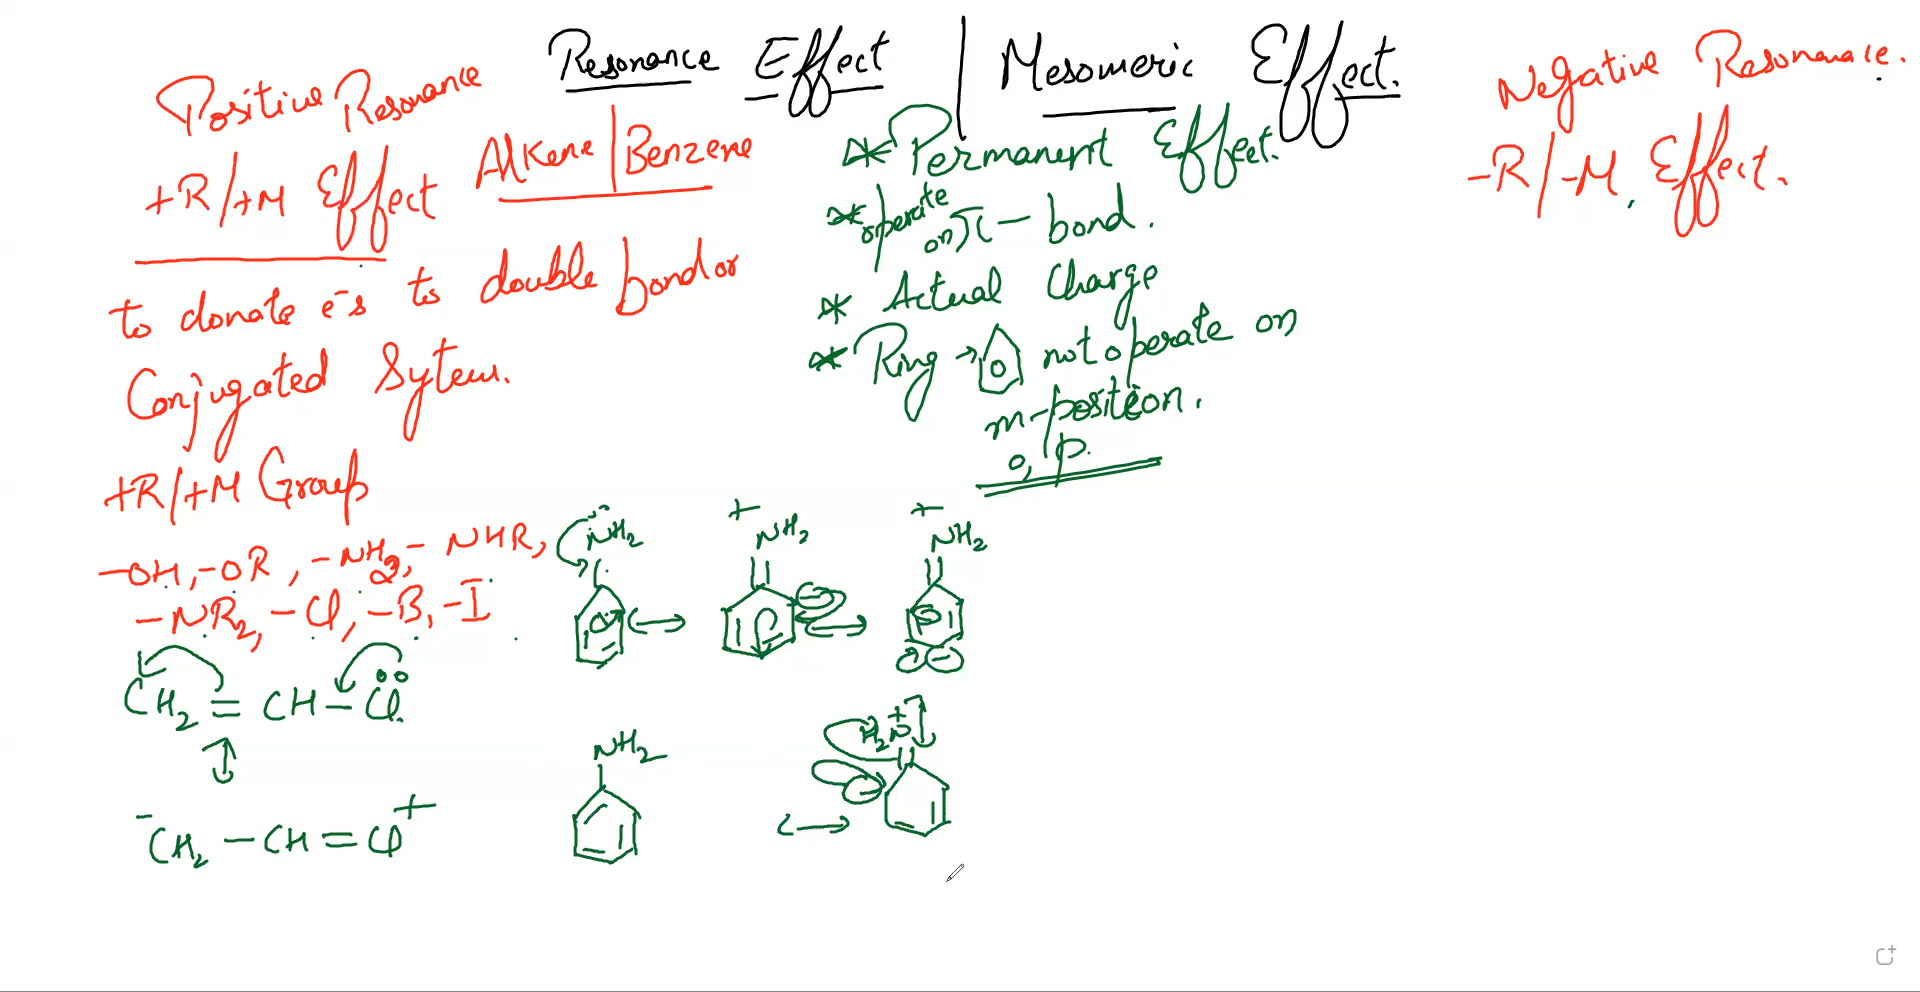 Resonance Effect | Mesomeric Effect.
Positive Resonance
+R/+M Effect Alkene | Benzene
to donate e-s to double bond or
Conjugated Sytem.
+R/+M Group
-OH, -OR, -NH2, -NHR,
-NR2, -Cl, -B, -I
CH2 = CH - Cl
-CH2 - CH = Cl+
* Permanent Effect.
* operate on π - bond.
* Actual Charge
* Ring → not operate on
m-position.
o, p.
NH2
+
NH2
+
NH2
NH2
H2N+
Negative Resonance.
-R/-M Effect.